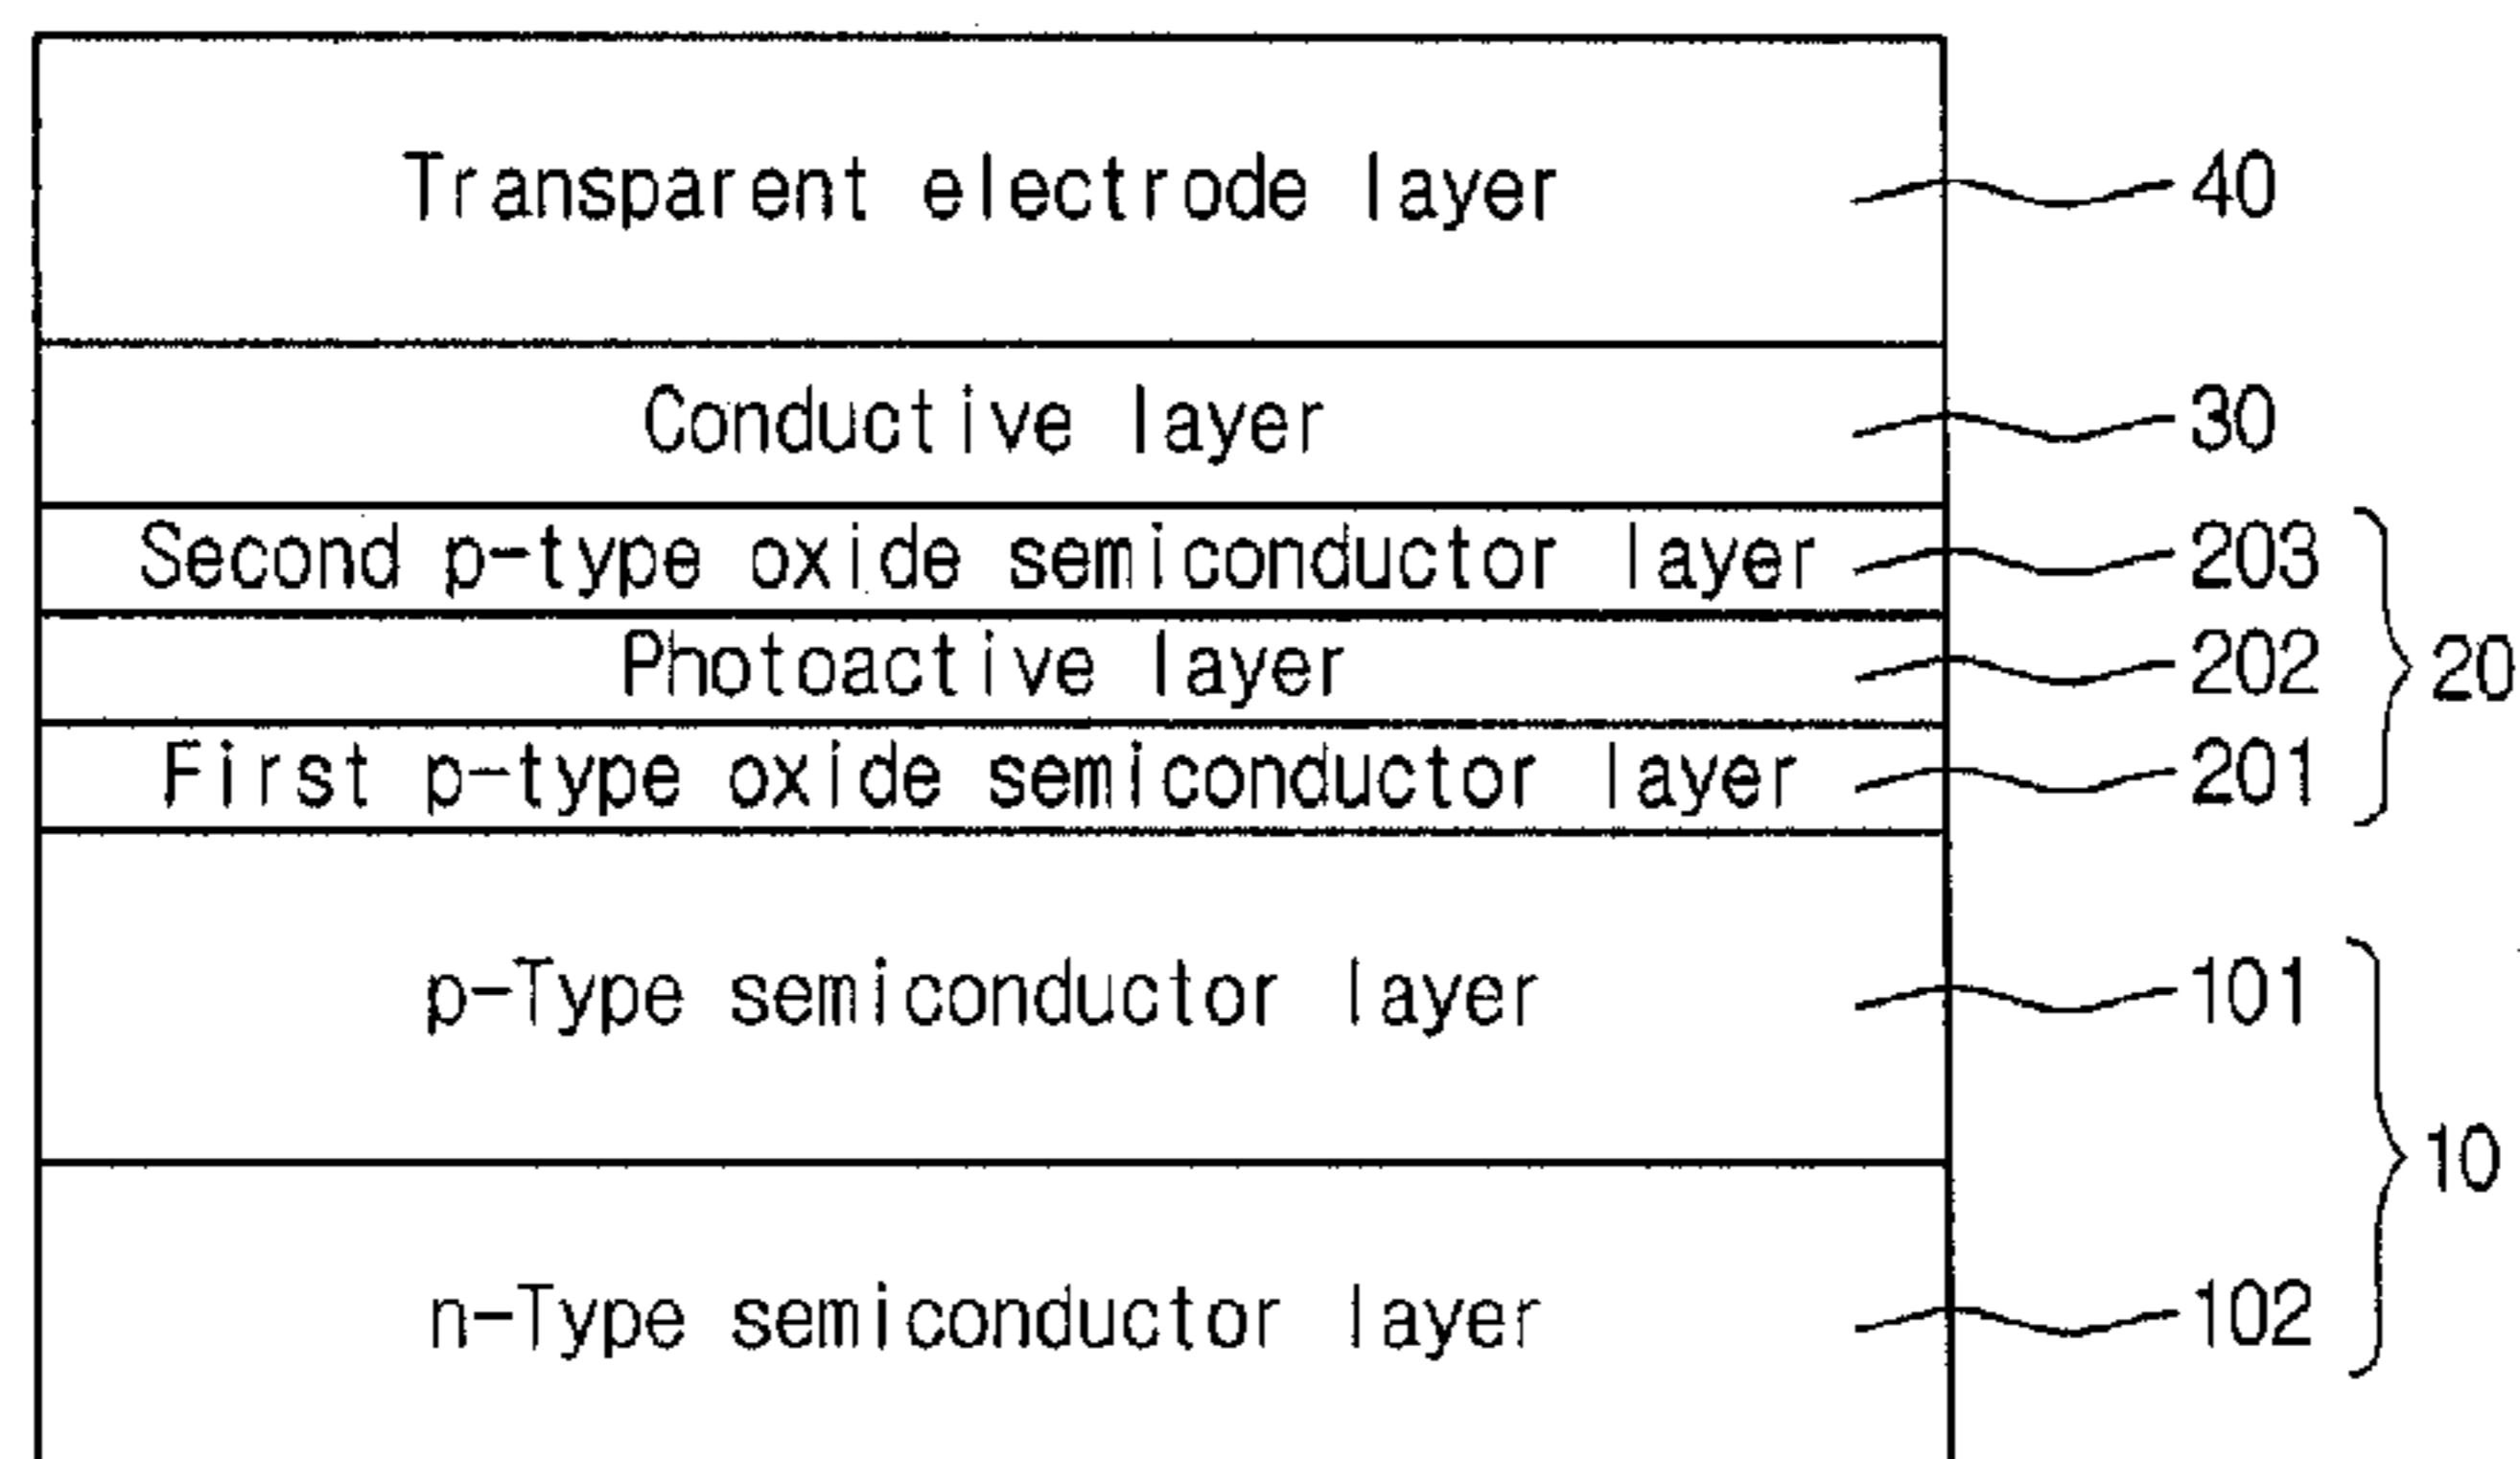 Transparent electrode layer 40
Conductive layer 30
Second p-type oxide semiconductor layer 203
Photoactive layer 202 20
First p-type oxide semiconductor layer 201
p-Type semiconductor layer 101
10
n-Type semiconductor layer 102